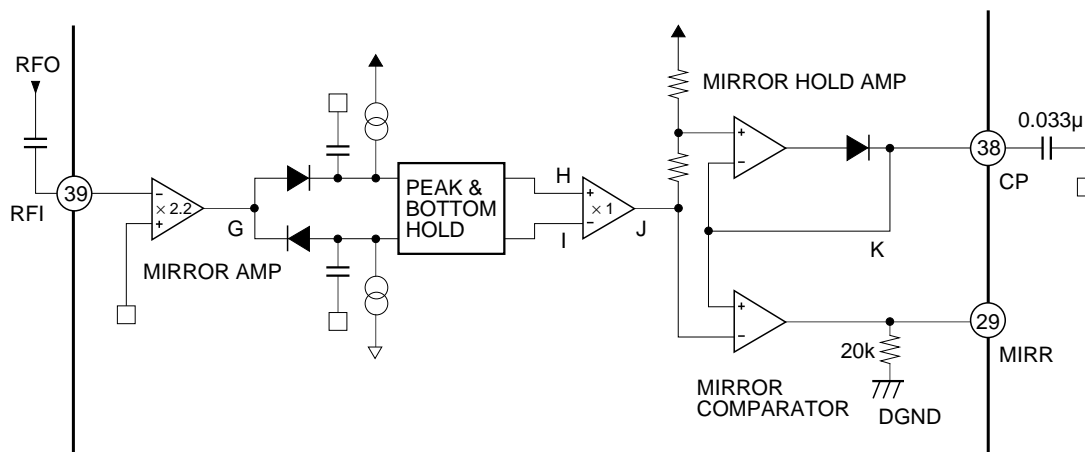 RFO
RFI
39
−
× 2.2
+
MIRROR AMP
G
PEAK &
BOTTOM
HOLD
H
I
+
× 1
−
J
MIRROR HOLD AMP
+
−
K
+
−
MIRROR
COMPARATOR
20k
DGND
38
CP
0.033µ
29
MIRR